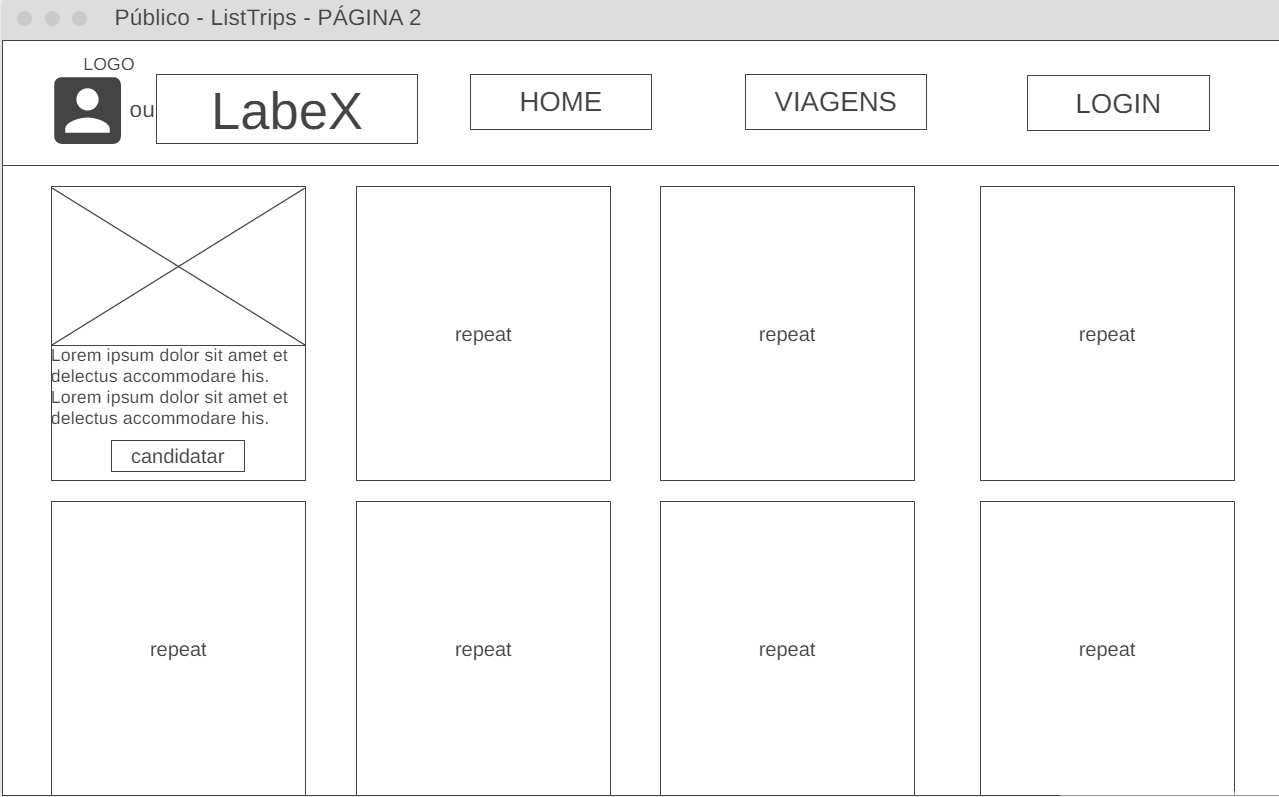 Público - ListTrips - PÁGINA 2
LOGO
ou
LabeX
HOME
VIAGENS
LOGIN
Lorem ipsum dolor sit amet et
delectus accommodare his.
Lorem ipsum dolor sit amet et
delectus accommodare his.
candidatar
repeat
repeat
repeat
repeat
repeat
repeat
repeat